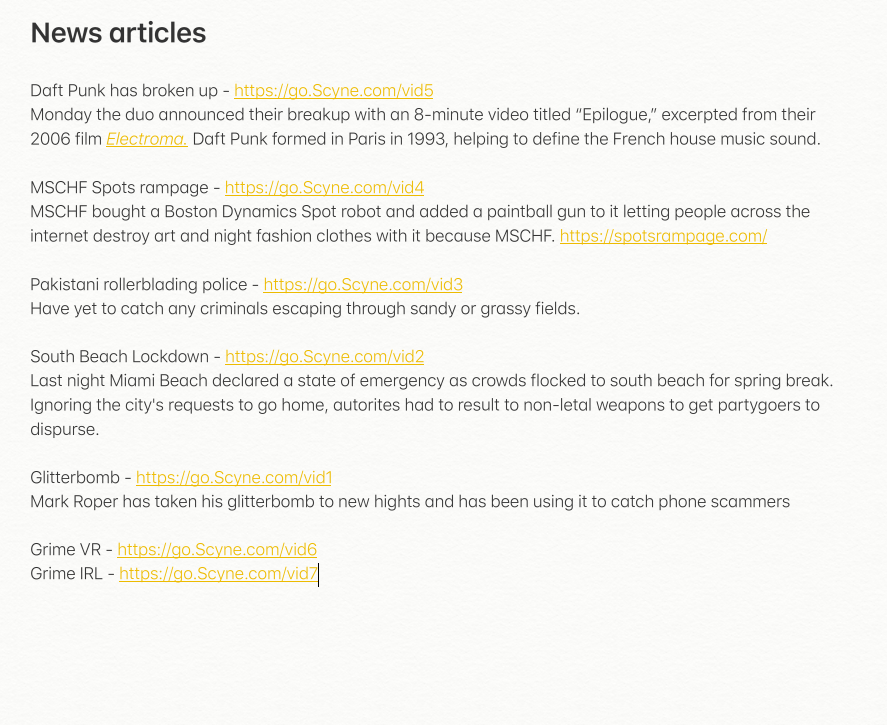 News articles
Daft Punk has broken up - https://go.Scyne.com/vid5
Monday the duo announced their breakup with an 8-minute video titled “Epilogue,” excerpted from their
2006 film Electroma. Daft Punk formed in Paris in 1993, helping to define the French house music sound.
MSCHF Spots rampage - https://go.Scyne.com/vid4
MSCHF bought a Boston Dynamics Spot robot and added a paintball gun to it letting people across the
internet destroy art and night fashion clothes with it because MSCHF. https://spotsrampage.com/
Pakistani rollerblading police - https://go.Scyne.com/vid3
Have yet to catch any criminals escaping through sandy or grassy fields.
South Beach Lockdown - https://go.Scyne.com/vid2
Last night Miami Beach declared a state of emergency as crowds flocked to south beach for spring break.
Ignoring the city's requests to go home, autorites had to result to non-letal weapons to get partygoers to
dispurse.
Glitterbomb - https://go.Scyne.com/vid1
Mark Roper has taken his glitterbomb to new hights and has been using it to catch phone scammers
Grime VR - https://go.Scyne.com/vid6
Grime IRL - https://go.Scyne.com/vid7